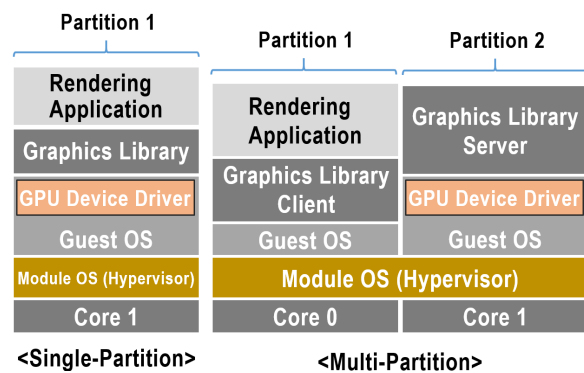 Partition 1
Rendering
Application
Graphics Library
GPU Device Driver
Guest OS
Module OS (Hypervisor)
Core 1
<Single-Partition>
Partition 1
Partition 2
Rendering
Application
Graphics Library
Client
Guest OS
Graphics Library
Server
GPU Device Driver
Guest OS
Module OS (Hypervisor)
Core 0
Core 1
<Multi-Partition>